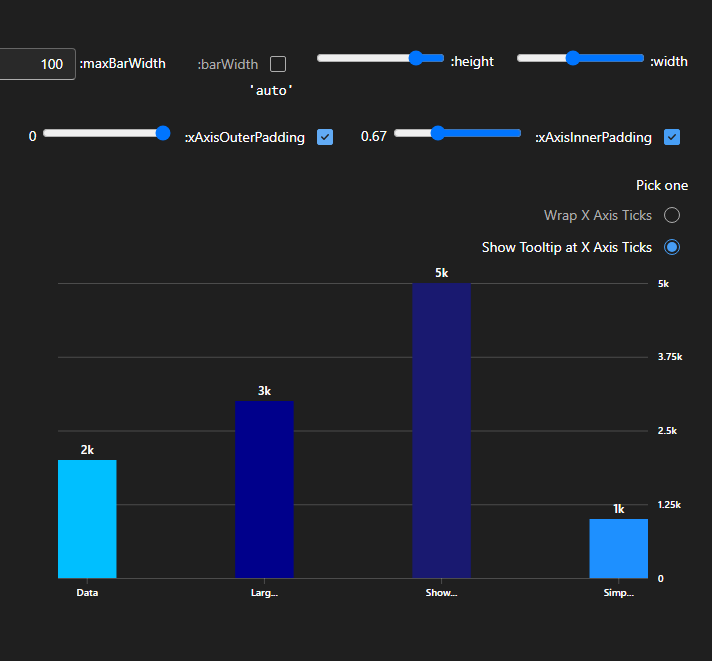 width:
height:
barWidth:
'auto'
maxBarWidth:
100
xAxisInnerPadding:
0.67
xAxisOuterPadding:
0
Pick one
Wrap X Axis Ticks
Show Tooltip at X Axis Ticks
5k
5k
3.75k
3k
2.5k
2k
1.25k
1k
0
Data
Larg...
Show...
Simp...